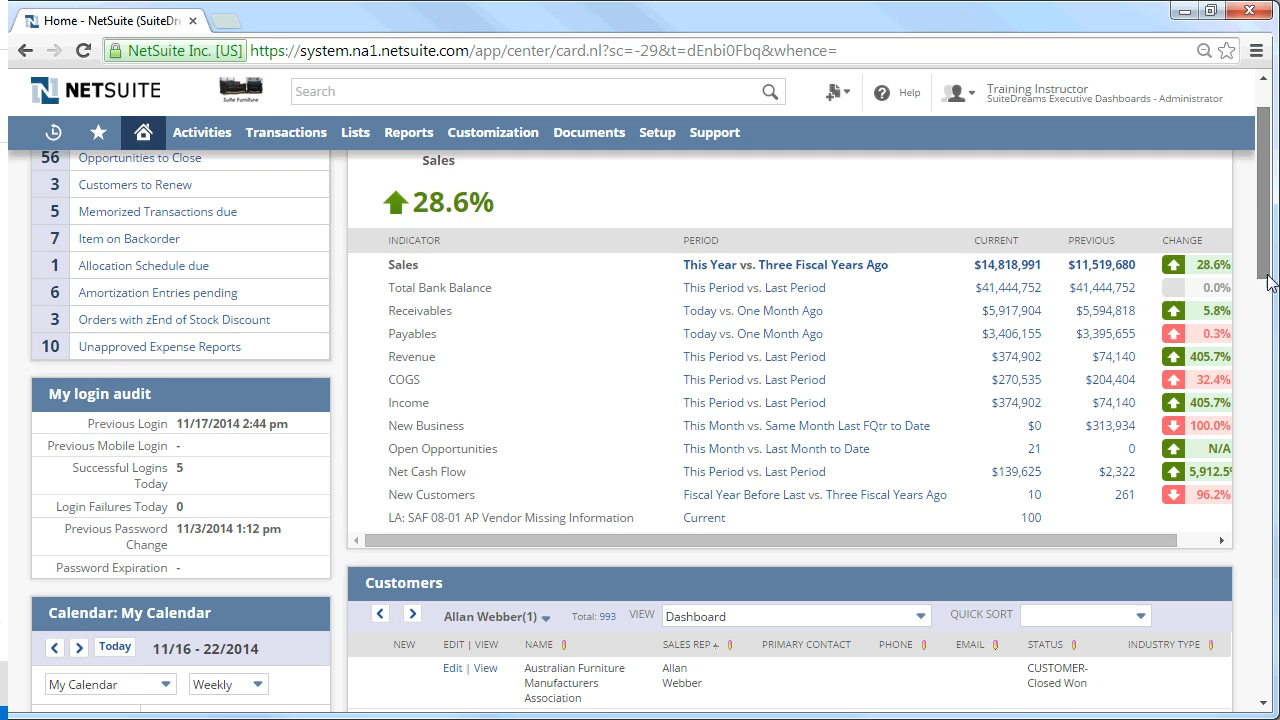 Home - NetSuite (SuiteDre
NetSuite Inc. [US] https://system.na1.netsuite.com/app/center/card.nl?sc=-29&t=dEnbi0Fbq&whence=
NETSUITE
Suite Furniture
Search
Help
Training Instructor
SuiteDreams Executive Dashboards - Administrator
Activities Transactions Lists Reports Customization Documents Setup Support
56 Opportunities to Close
3 Customers to Renew
5 Memorized Transactions due
7 Item on Backorder
1 Allocation Schedule due
6 Amortization Entries pending
3 Orders with zEnd of Stock Discount
10 Unapproved Expense Reports
My login audit
Previous Login 11/17/2014 2:44 pm
Previous Mobile Login -
Successful Logins Today 5
Login Failures Today 0
Previous Password Change 11/3/2014 1:12 pm
Password Expiration -
Calendar: My Calendar
Today 11/16 - 22/2014
My Calendar Weekly
Sales
28.6%
INDICATOR PERIOD CURRENT PREVIOUS CHANGE
Sales This Year vs. Three Fiscal Years Ago $14,818,991 $11,519,680 28.6%
Total Bank Balance This Period vs. Last Period $41,444,752 $41,444,752 0.0%
Receivables Today vs. One Month Ago $5,917,904 $5,594,818 5.8%
Payables Today vs. One Month Ago $3,406,155 $3,395,655 0.3%
Revenue This Period vs. Last Period $374,902 $74,140 405.7%
COGS This Period vs. Last Period $270,535 $204,404 32.4%
Income This Period vs. Last Period $374,902 $74,140 405.7%
New Business This Month vs. Same Month Last FQtr to Date $0 $313,934 100.0%
Open Opportunities This Month vs. Last Month to Date 21 0 N/A
Net Cash Flow This Period vs. Last Period $139,625 $2,322 5,912.5%
New Customers Fiscal Year Before Last vs. Three Fiscal Years Ago 10 261 96.2%
LA: SAF 08-01 AP Vendor Missing Information Current 100
Customers
Allan Webber(1) Total: 993 VIEW Dashboard QUICK SORT
NEW EDIT | VIEW NAME SALES REP PRIMARY CONTACT PHONE EMAIL STATUS INDUSTRY TYPE
Edit | View Australian Furniture Allan CUSTOMER-
Manufacturers Webber Closed Won
Association